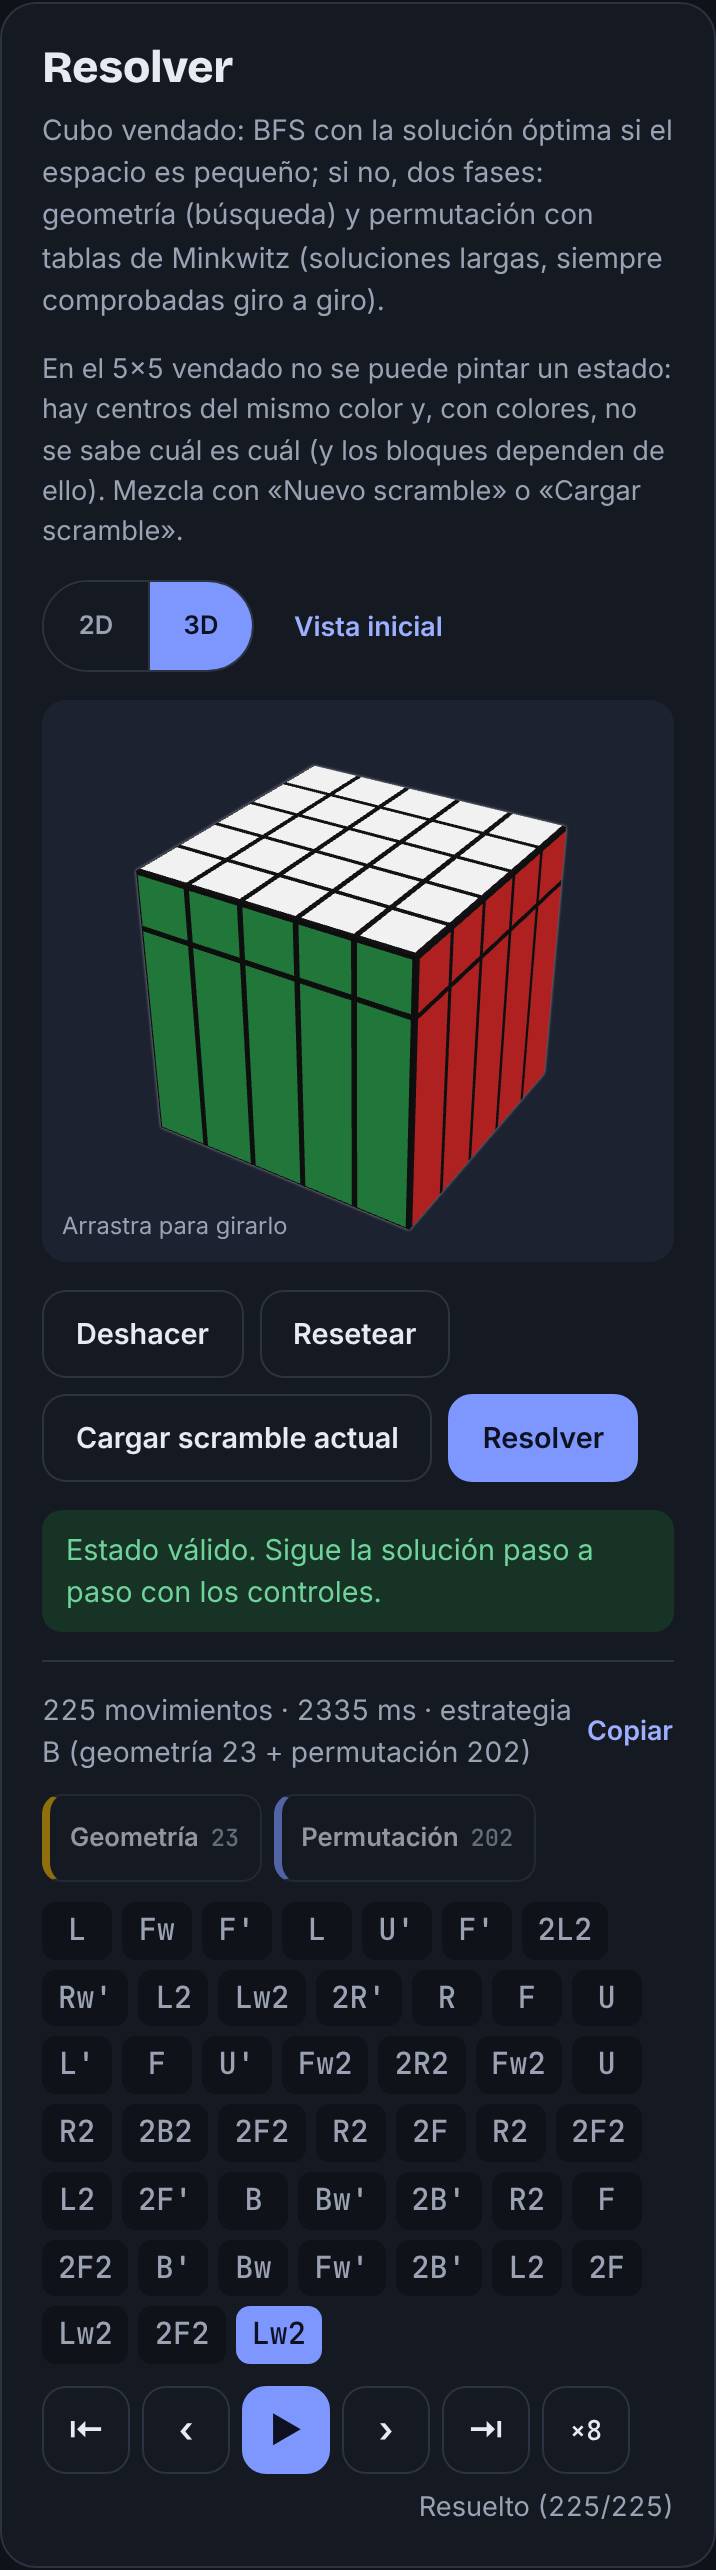 Resolver
Cubo vendado: BFS con la solución óptima si el
espacio es pequeño; si no, dos fases:
geometría (búsqueda) y permutación con
tablas de Minkwitz (soluciones largas, siempre
comprobadas giro a giro).
En el 5×5 vendado no se puede pintar un estado:
hay centros del mismo color y, con colores, no
se sabe cuál es cuál (y los bloques dependen de
ello). Mezcla con «Nuevo scramble» o «Cargar
scramble».
2D 3D Vista inicial
Arrastra para girarlo
Deshacer Resetear
Cargar scramble actual Resolver
Estado válido. Sigue la solución paso a
paso con los controles.
225 movimientos · 2335 ms · estrategia
B (geometría 23 + permutación 202)
Copiar
Geometría 23 Permutación 202
L Fw F' L U' F' 2L2
Rw' L2 Lw2 2R' R F U
L' F U' Fw2 2R2 Fw2 U
R2 2B2 2F2 R2 2F R2 2F2
L2 2F' B Bw' 2B' R2 F
2F2 B' Bw Fw' 2B' L2 2F
Lw2 2F2 Lw2
×8
Resuelto (225/225)